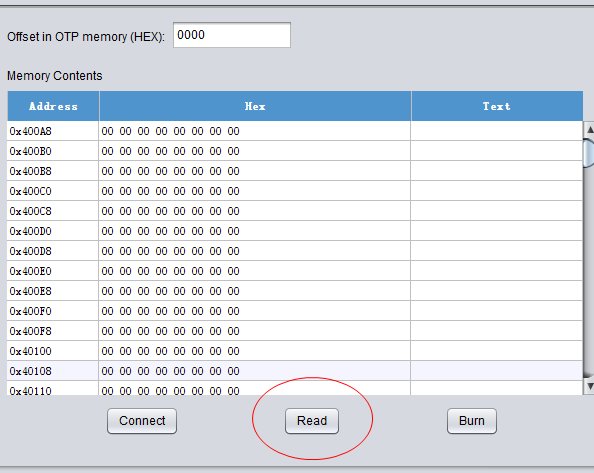 Offset in OTP memory (HEX): 0000
Memory Contents
Address Hex Text
0x400A8 00 00 00 00 00 00 00 00
0x400B0 00 00 00 00 00 00 00 00
0x400B8 00 00 00 00 00 00 00 00
0x400C0 00 00 00 00 00 00 00 00
0x400C8 00 00 00 00 00 00 00 00
0x400D0 00 00 00 00 00 00 00 00
0x400D8 00 00 00 00 00 00 00 00
0x400E0 00 00 00 00 00 00 00 00
0x400E8 00 00 00 00 00 00 00 00
0x400F0 00 00 00 00 00 00 00 00
0x400F8 00 00 00 00 00 00 00 00
0x40100 00 00 00 00 00 00 00 00
0x40108 00 00 00 00 00 00 00 00
0x40110 00 00 00 00 00 00 00 00
Connect Read Burn